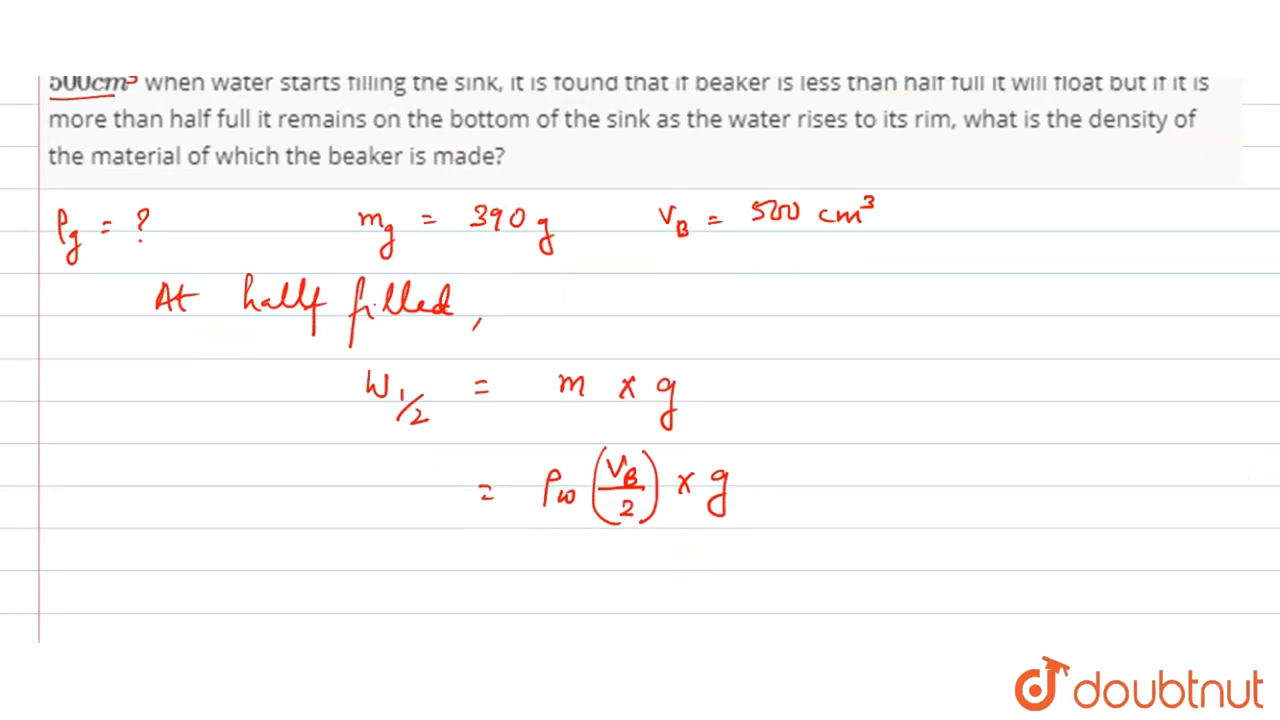 500cm³ when water starts filling the sink, it is found that if beaker is less than half full it will float but if it is
more than half full it remains on the bottom of the sink as the water rises to its rim, what is the density of
the material of which the beaker is made?
ρg = ? mg = 390 g VB = 500 cm³
At half filled,
W1/2 = m x g
= ρw (VB/2) x g
doubtnut